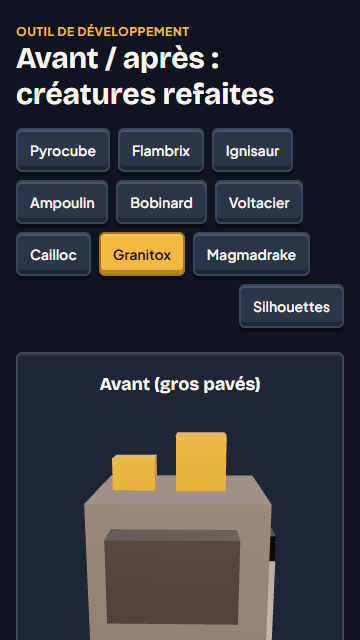 OUTIL DE DÉVELOPPEMENT
Avant / après :
créatures refaites
Pyrocube
Flambrix
Ignisaur
Ampoulin
Bobinard
Voltacier
Cailloc
Granitox
Magmadrake
Silhouettes
Avant (gros pavés)